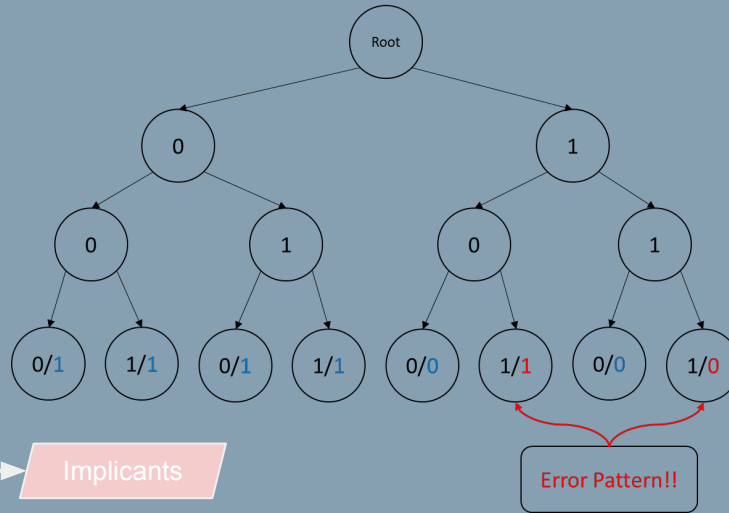 Root
0 1
0 1 0 1
0/1 1/1 0/1 1/1 0/0 1/1 0/0 1/0
Implicants
Error Pattern!!